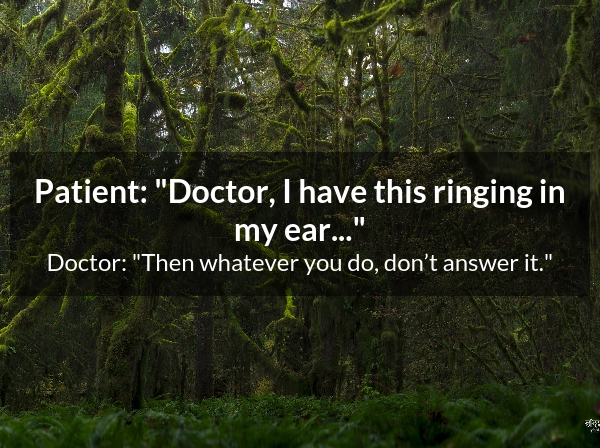 Patient: "Doctor, I have this ringing in
my ear..."
Doctor: "Then whatever you do, don’t answer it."